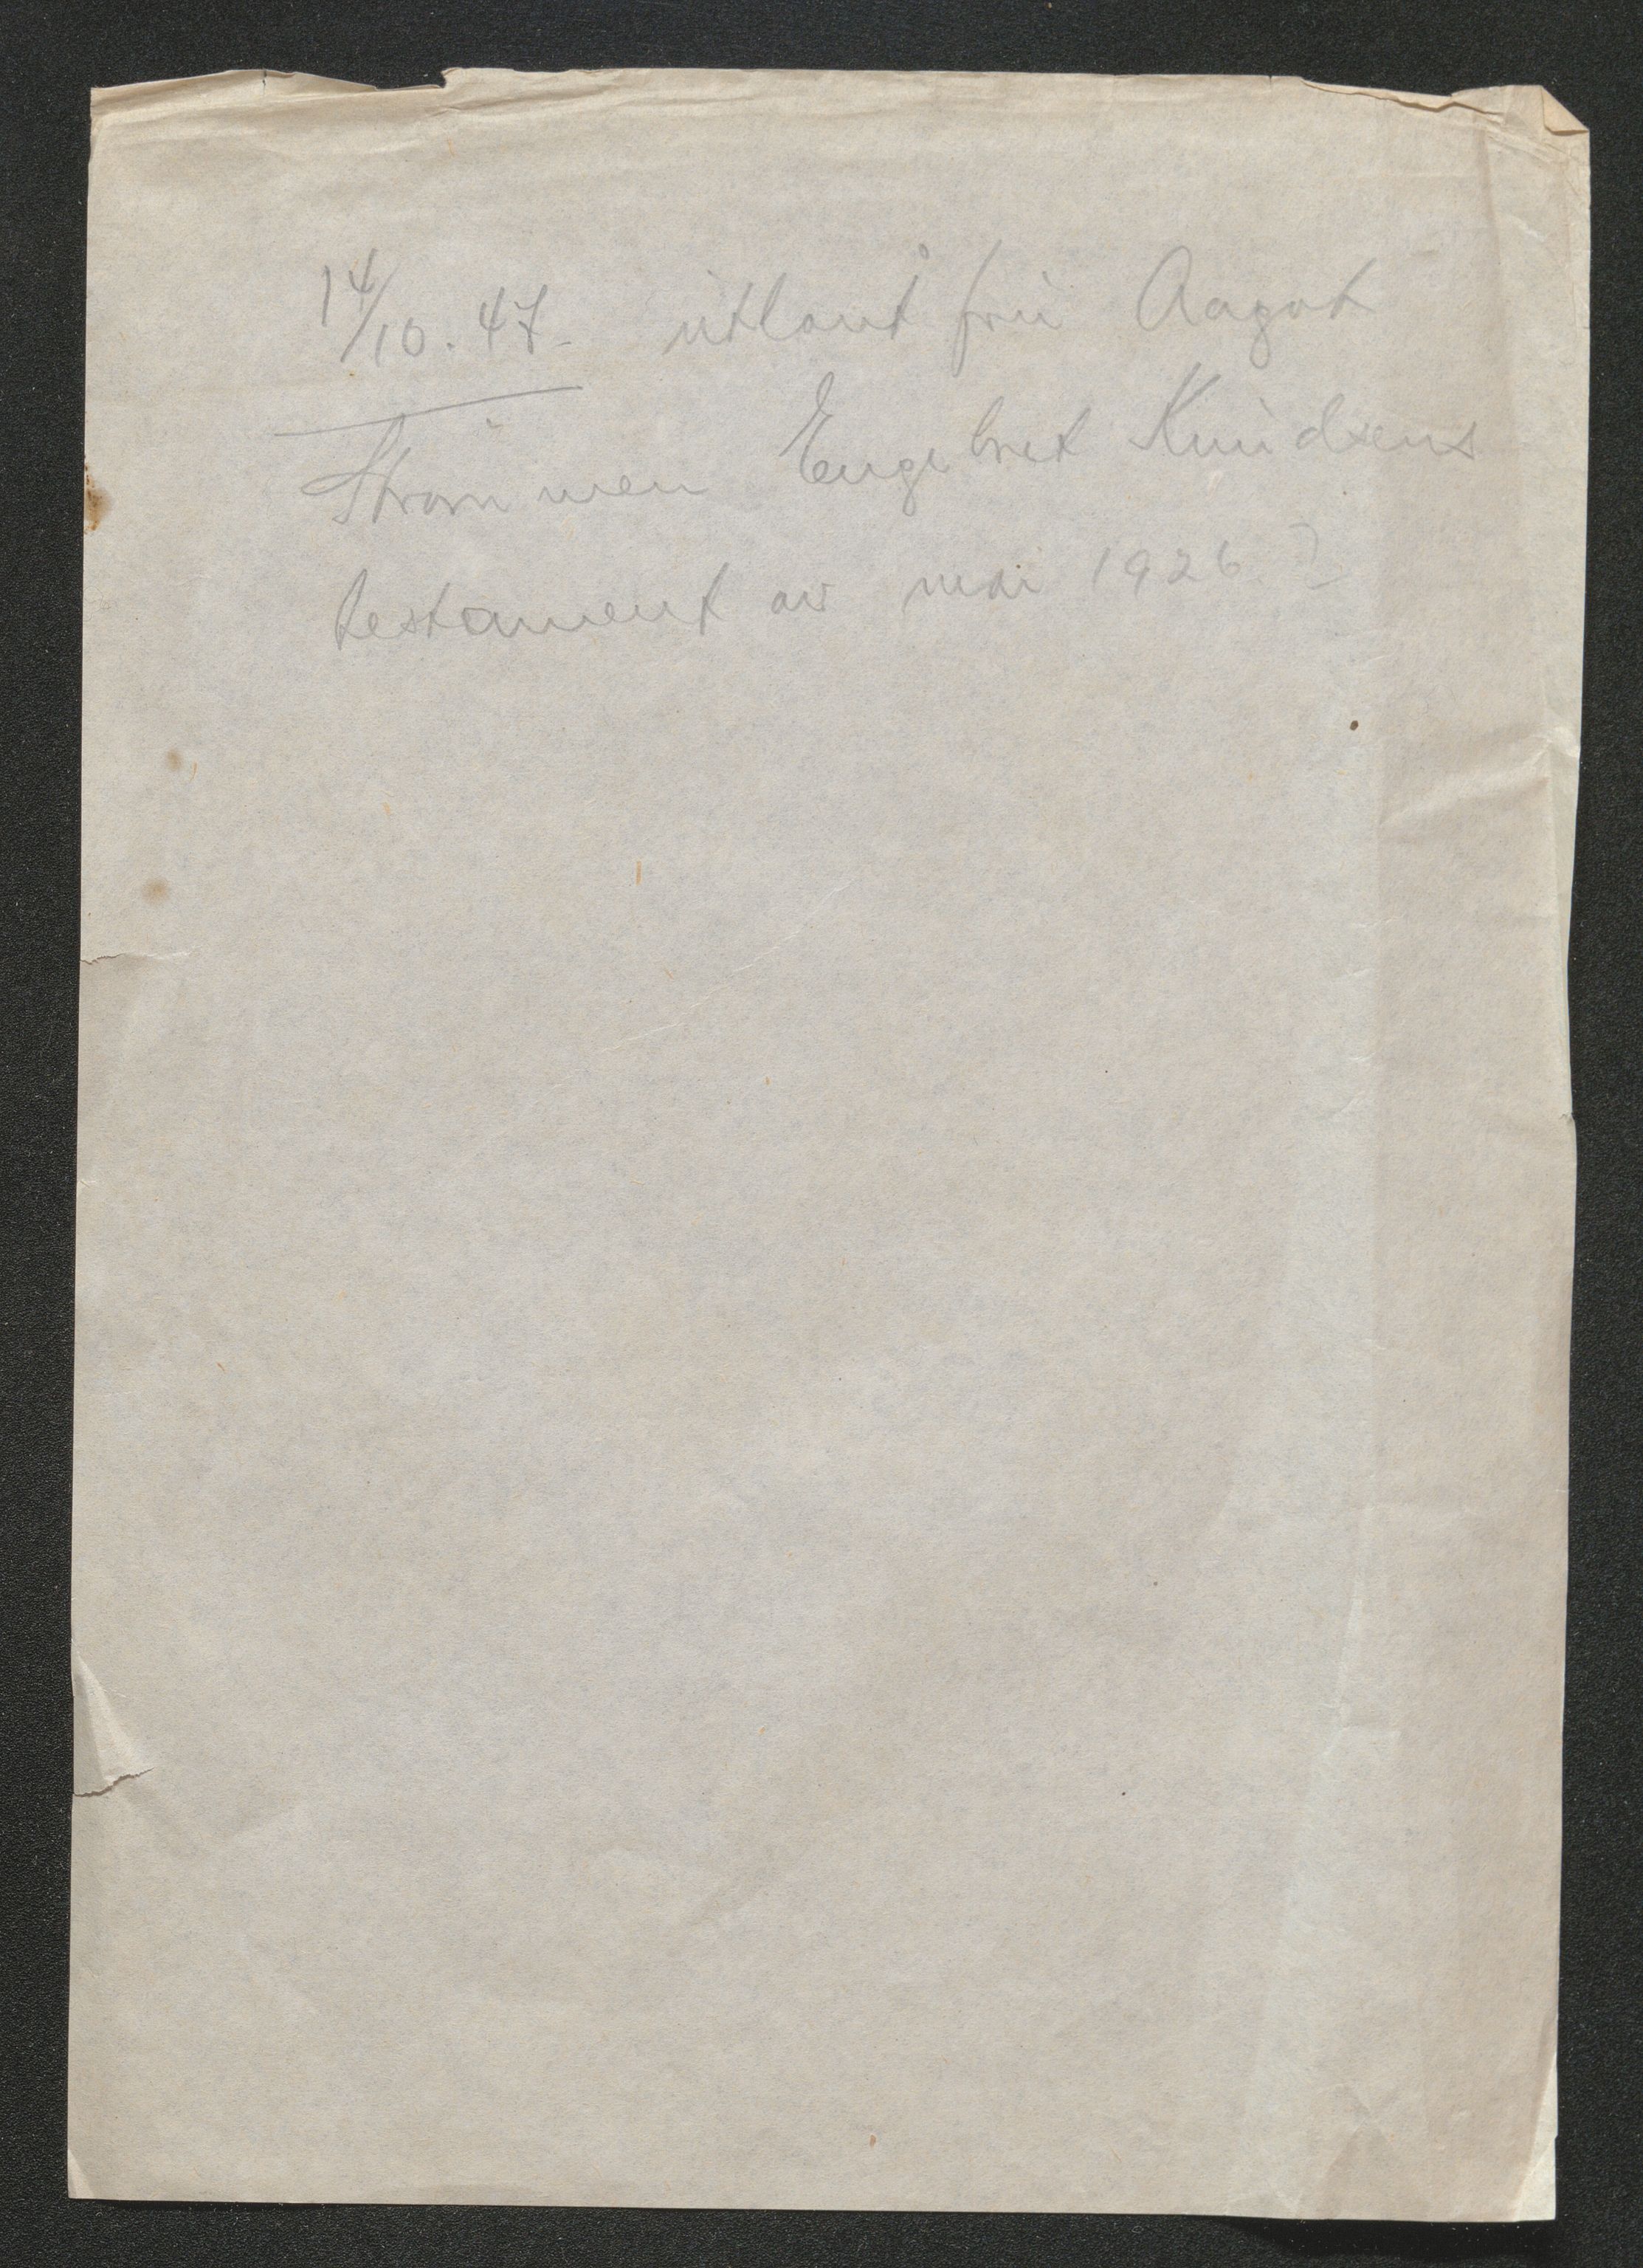 14/10. 47. utlånt fru Aagot
Strømmen Engebret Knudsens
testament av mai 1926.